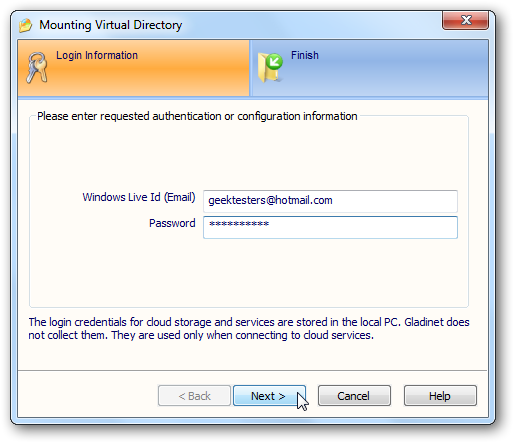 Mounting Virtual Directory
Login Information
Finish
Please enter requested authentication or configuration information
Windows Live Id (Email)
geektesters@hotmail.com
Password
**********
The login credentials for cloud storage and services are stored in the local PC. Gladinet does
not collect them. They are used only when connecting to cloud services.
< Back
Next >
Cancel
Help